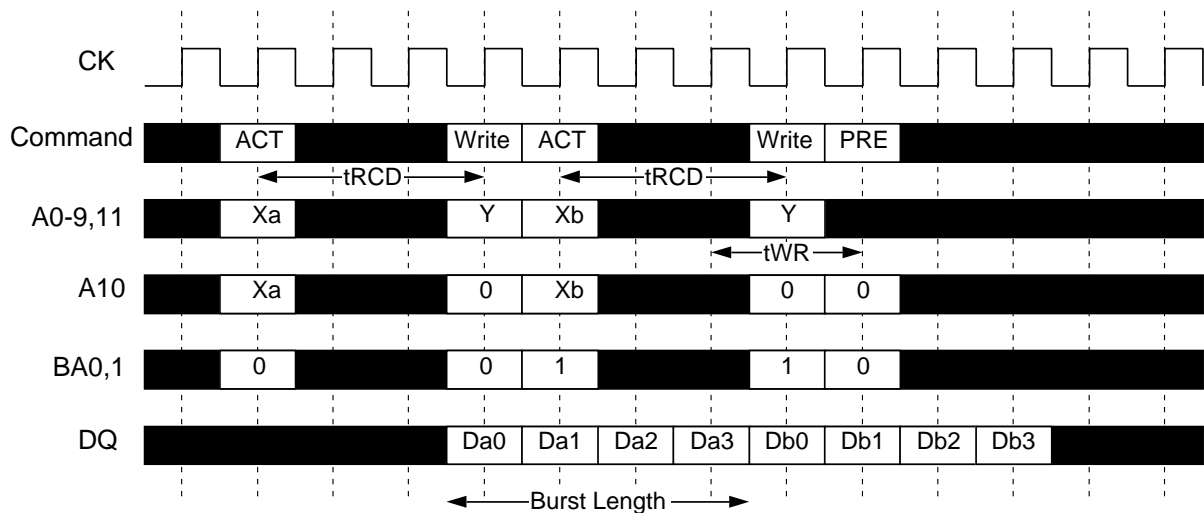 CK
Command ACT Write ACT Write PRE
tRCD tRCD
A0-9,11 Xa Y Xb Y
tWR
A10 Xa 0 Xb 0 0
BA0,1 0 0 1 1 0
DQ Da0 Da1 Da2 Da3 Db0 Db1 Db2 Db3
Burst Length